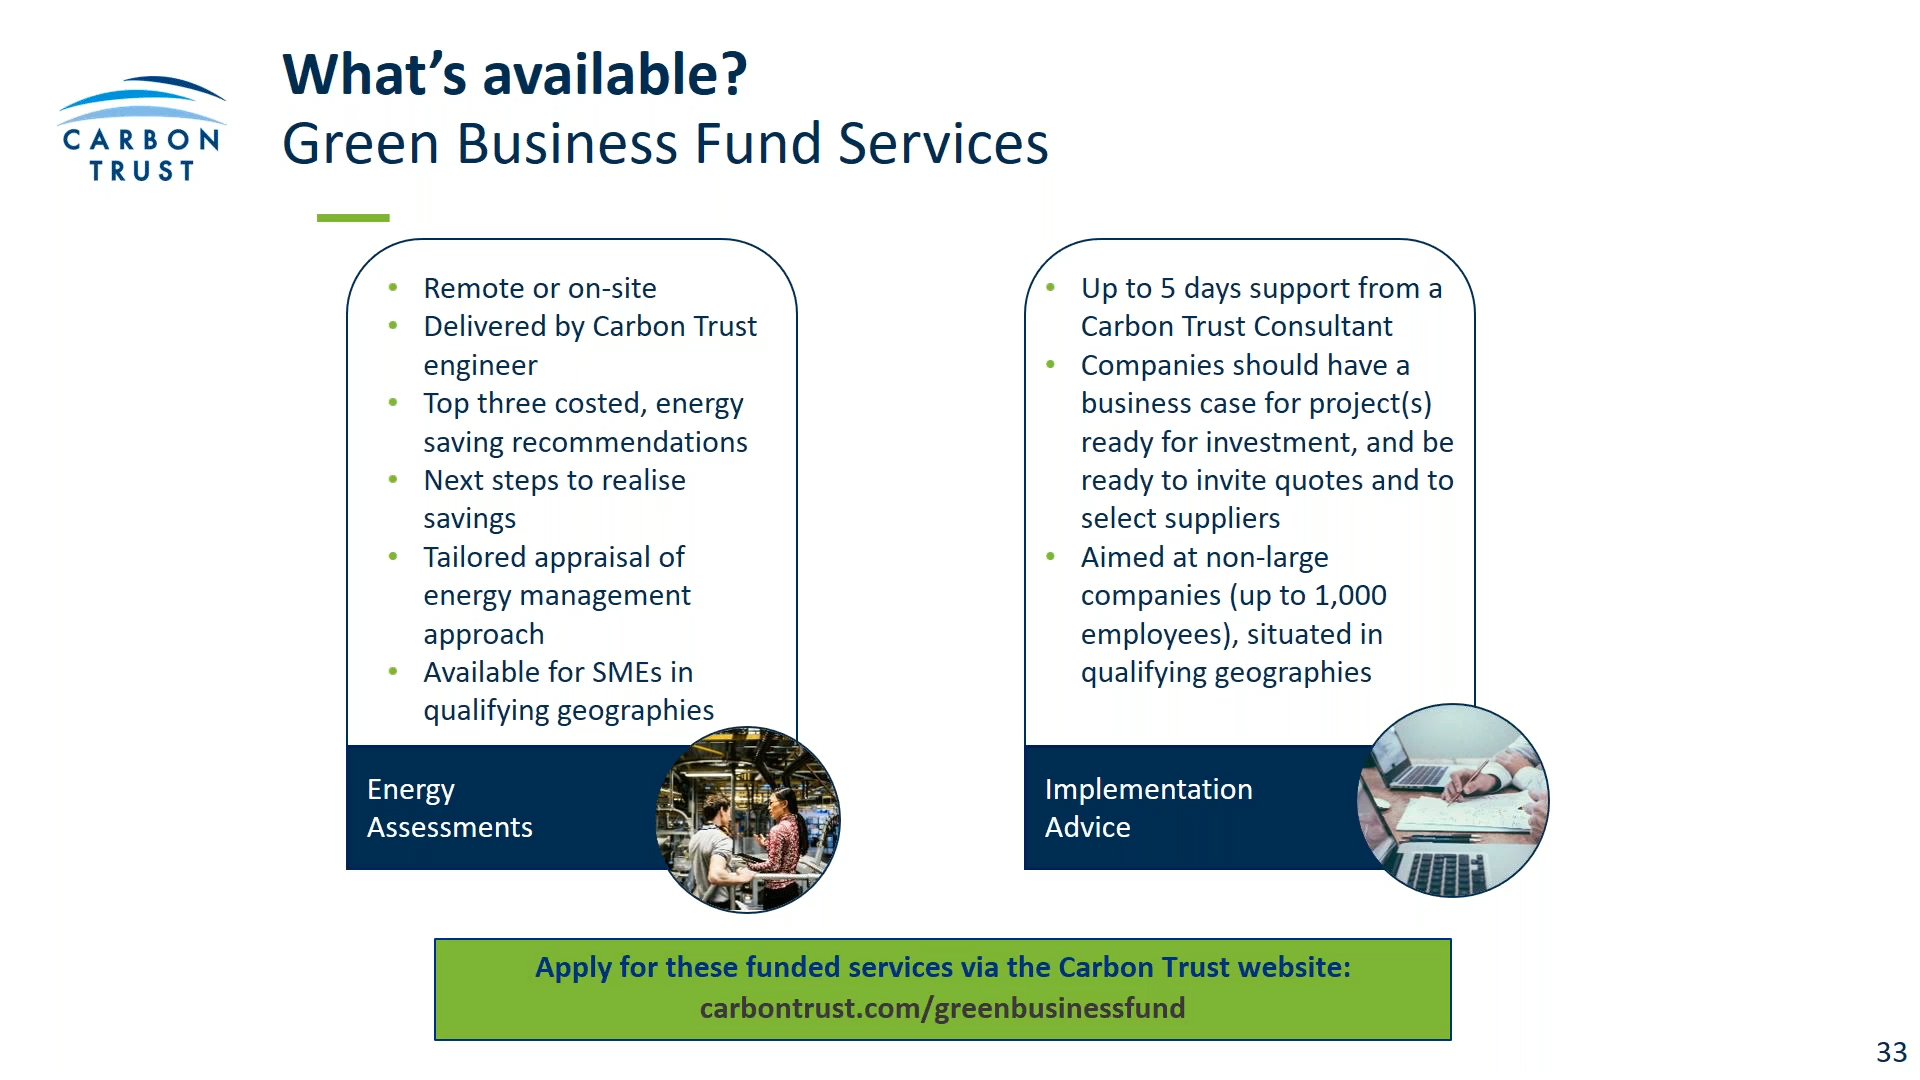 CARBON
TRUST
What’s available?
Green Business Fund Services
• Remote or on-site
• Delivered by Carbon Trust
engineer
• Top three costed, energy
saving recommendations
• Next steps to realise
savings
• Tailored appraisal of
energy management
approach
• Available for SMEs in
qualifying geographies
Energy
Assessments
• Up to 5 days support from a
Carbon Trust Consultant
• Companies should have a
business case for project(s)
ready for investment, and be
ready to invite quotes and to
select suppliers
• Aimed at non-large
companies (up to 1,000
employees), situated in
qualifying geographies
Implementation
Advice
Apply for these funded services via the Carbon Trust website:
carbontrust.com/greenbusinessfund
33